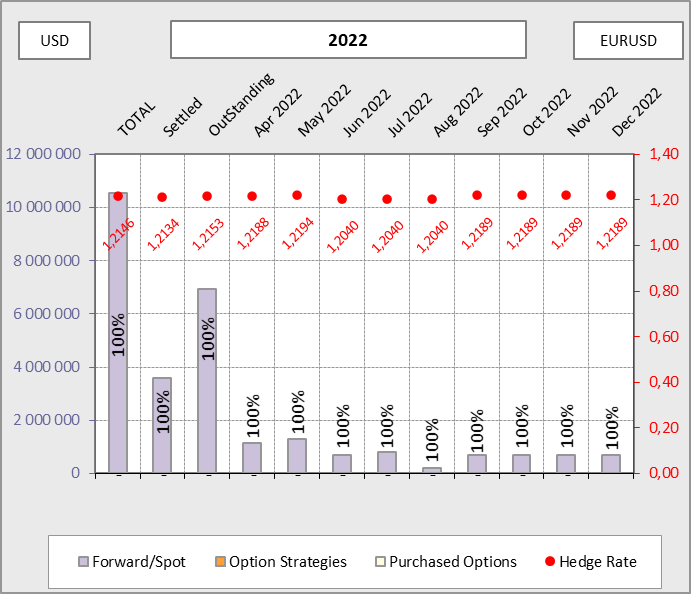 USD
2022
EURUSD
TOTAL
Settled
OutStanding
Apr 2022
May 2022
Jun 2022
Jul 2022
Aug 2022
Sep 2022
Oct 2022
Nov 2022
Dec 2022
12 000 000
10 000 000
8 000 000
6 000 000
4 000 000
2 000 000
0
1,40
1,20
1,00
0,80
0,60
0,40
0,20
0,00
1,2146
1,2134
1,2153
1,2188
1,2194
1,2040
1,2040
1,2040
1,2189
1,2189
1,2189
1,2189
100%
100%
100%
100%
100%
100%
100%
100%
100%
100%
100%
100%
Forward/Spot
Option Strategies
Purchased Options
Hedge Rate